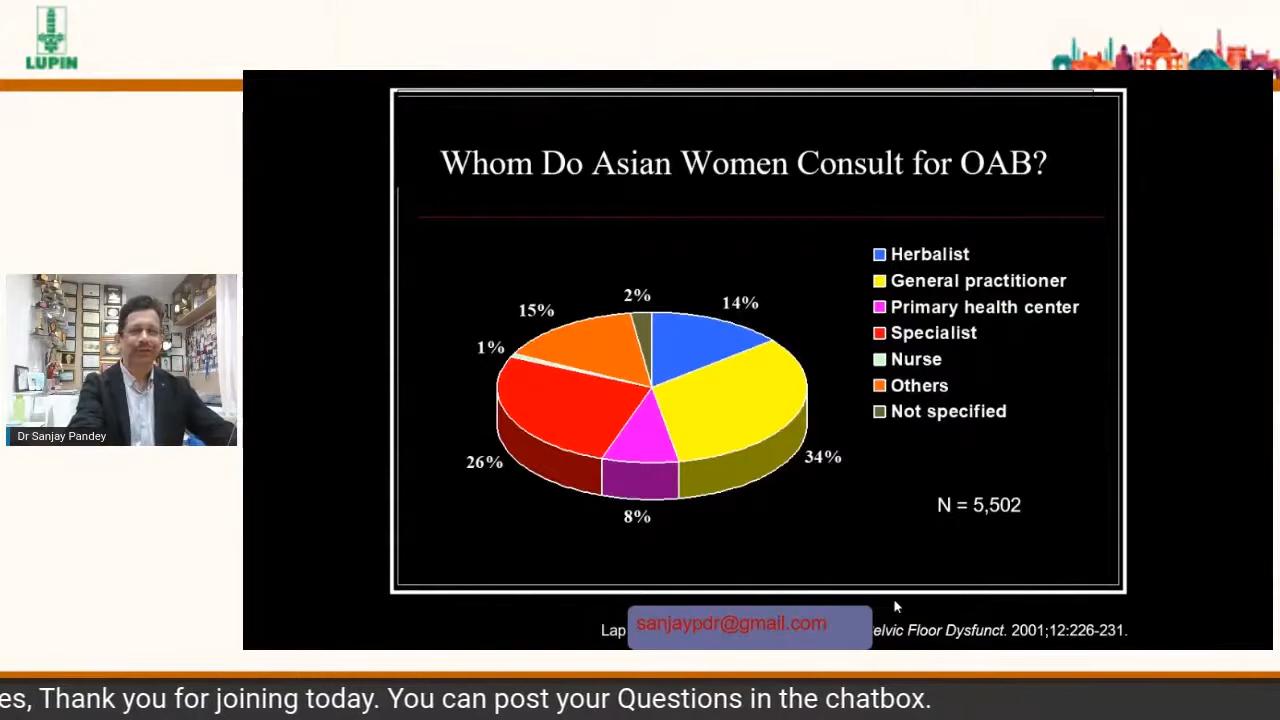 LUPIN
Whom Do Asian Women Consult for OAB?
Herbalist
General practitioner
Primary health center
Specialist
Nurse
Others
Not specified
2%
14%
15%
1%
26%
34%
8%
N = 5,502
Dr Sanjay Pandey
Lap
sanjaypdr@gmail.com
elvic Floor Dysfunct. 2001;12:226-231.
es, Thank you for joining today. You can post your Questions in the chatbox.